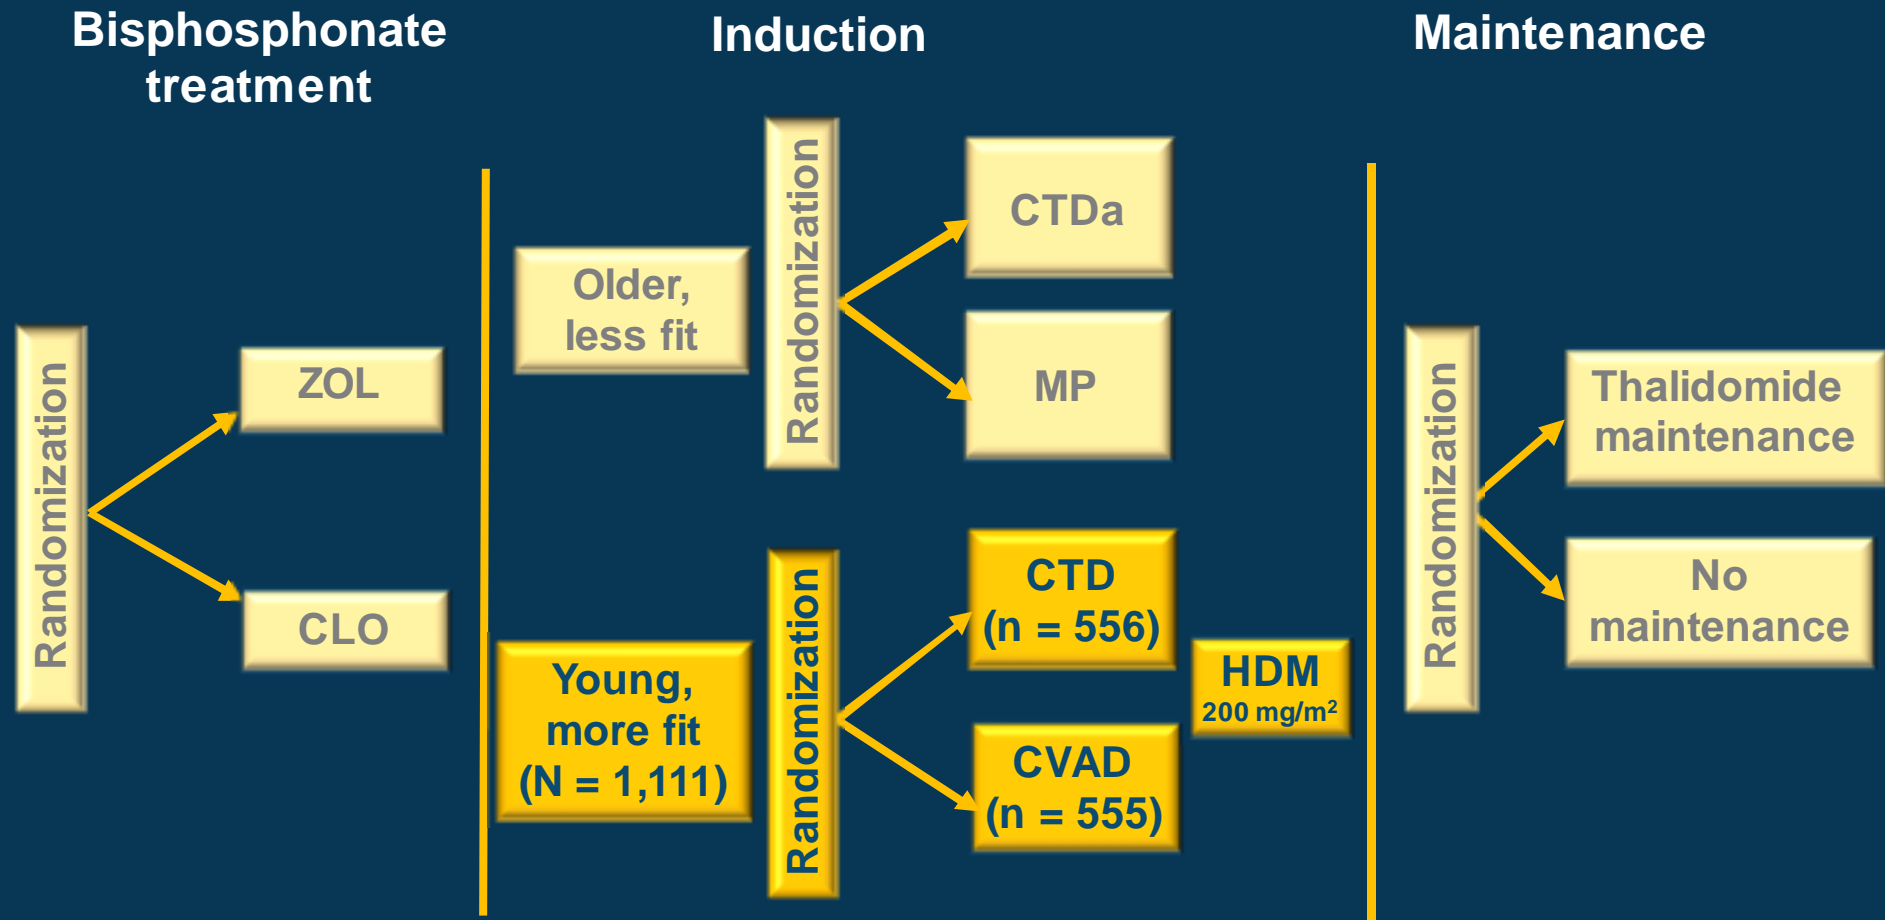 Bisphosphonate
treatment
Randomization
ZOL
CLO
Induction
Older,
less fit
Randomization
CTDa
MP
Young,
more fit
(N = 1,111)
Randomization
CTD
(n = 556)
CVAD
(n = 555)
HDM
200 mg/m²
Maintenance
Randomization
Thalidomide
maintenance
No
maintenance